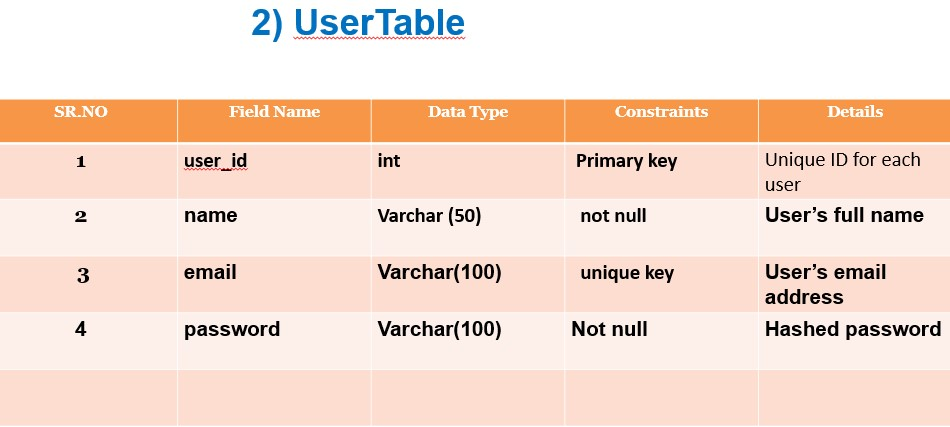 2) UserTable
SR.NO Field Name Data Type Constraints Details
1 user_id int Primary key Unique ID for each
user
2 name Varchar (50) not null User’s full name
3 email Varchar(100) unique key User’s email
address
4 password Varchar(100) Not null Hashed password